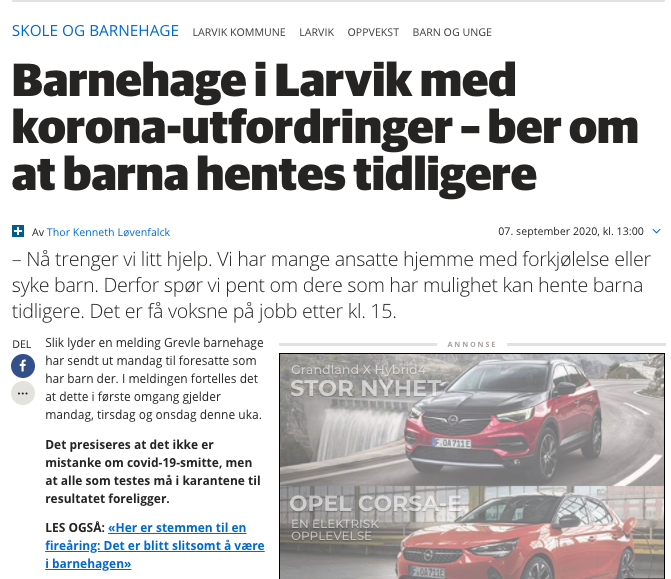 SKOLE OG BARNEHAGE LARVIK KOMMUNE LARVIK OPPVEKST BARN OG UNGE
Barnehage i Larvik med
korona-utfordringer – ber om
at barna hentes tidligere
Av Thor Kenneth Løvenfalck 07. september 2020, kl. 13:00
– Nå trenger vi litt hjelp. Vi har mange ansatte hjemme med forkjølelse eller
syke barn. Derfor spør vi pent om dere som har mulighet kan hente barna
tidligere. Det er få voksne på jobb etter kl. 15.
DEL
Slik lyder en melding Grevle barnehage
har sendt ut mandag til foresatte som
har barn der. I meldingen fortelles det
at dette i første omgang gjelder
mandag, tirsdag og onsdag denne uka.
Det presiseres at det ikke er
mistanke om covid-19-smitte, men
at alle som testes må i karantene til
resultatet foreligger.
LES OGSÅ: «Her er stemmen til en
fireåring: Det er blitt slitsomt å være
i barnehagen»
ANNONSE
Grandland X Hybrid4
STOR NYHET
F·OA711E
OPEL CORSA-E
EN ELEKTRISK
OPPLEVELSE